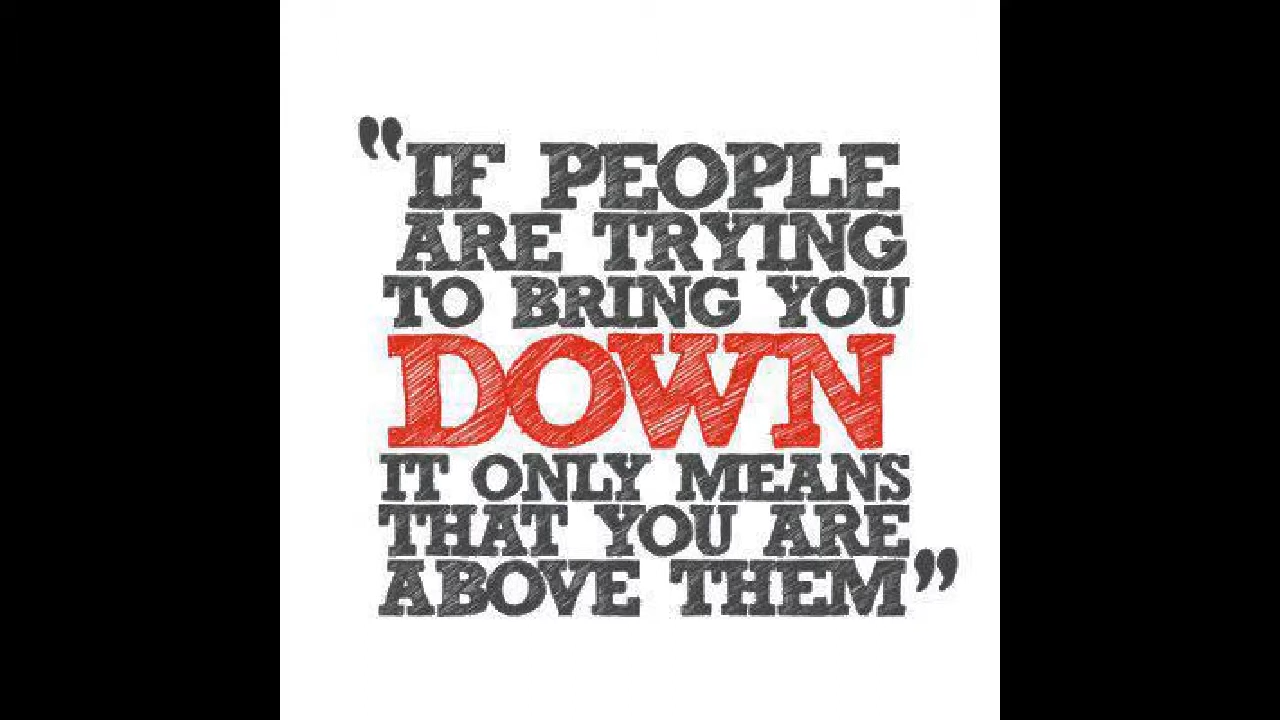 “IF PEOPLE
ARE TRYING
TO BRING YOU
DOWN
IT ONLY MEANS
THAT YOU ARE
ABOVE THEM”